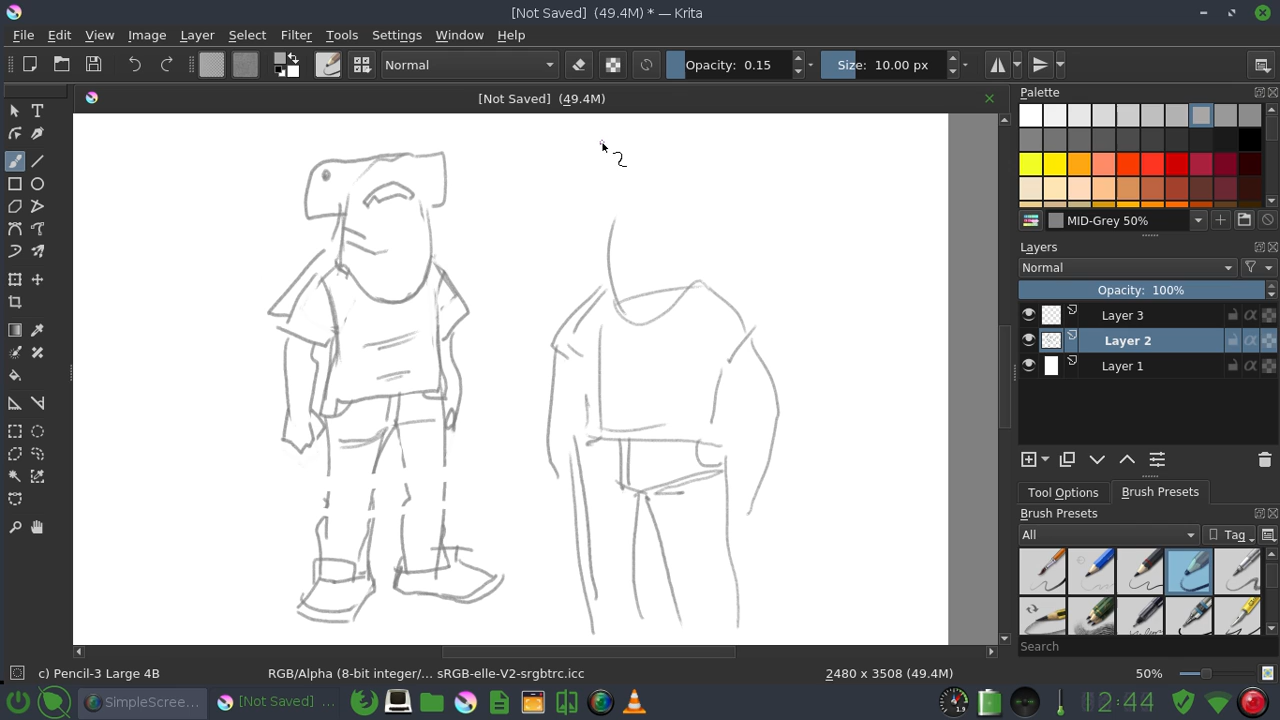 [Not Saved]  (49.4M) * — Krita
File Edit View Image Layer Select Filter Tools Settings Window Help
Normal Opacity: 0.15 Size: 10.00 px
[Not Saved]  (49.4M)
Palette
MID-Grey 50%
Layers
Normal
Opacity: 100%
Layer 3
Layer 2
Layer 1
Tool Options Brush Presets
Brush Presets
All Tag
Search
c) Pencil-3 Large 4B RGB/Alpha (8-bit integer/... sRGB-elle-V2-srgbtrc.icc 2480 x 3508 (49.4M) 50%
SimpleScree... [Not Saved] ... 1.9 12:44